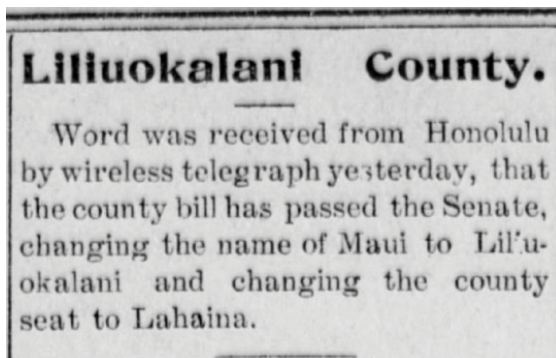 Liliuokalani County.
Word was received from Honolulu
by wireless telegraph yesterday, that
the county bill has passed the Senate,
changing the name of Maui to Liliu-
okalani and changing the county
seat to Lahaina.